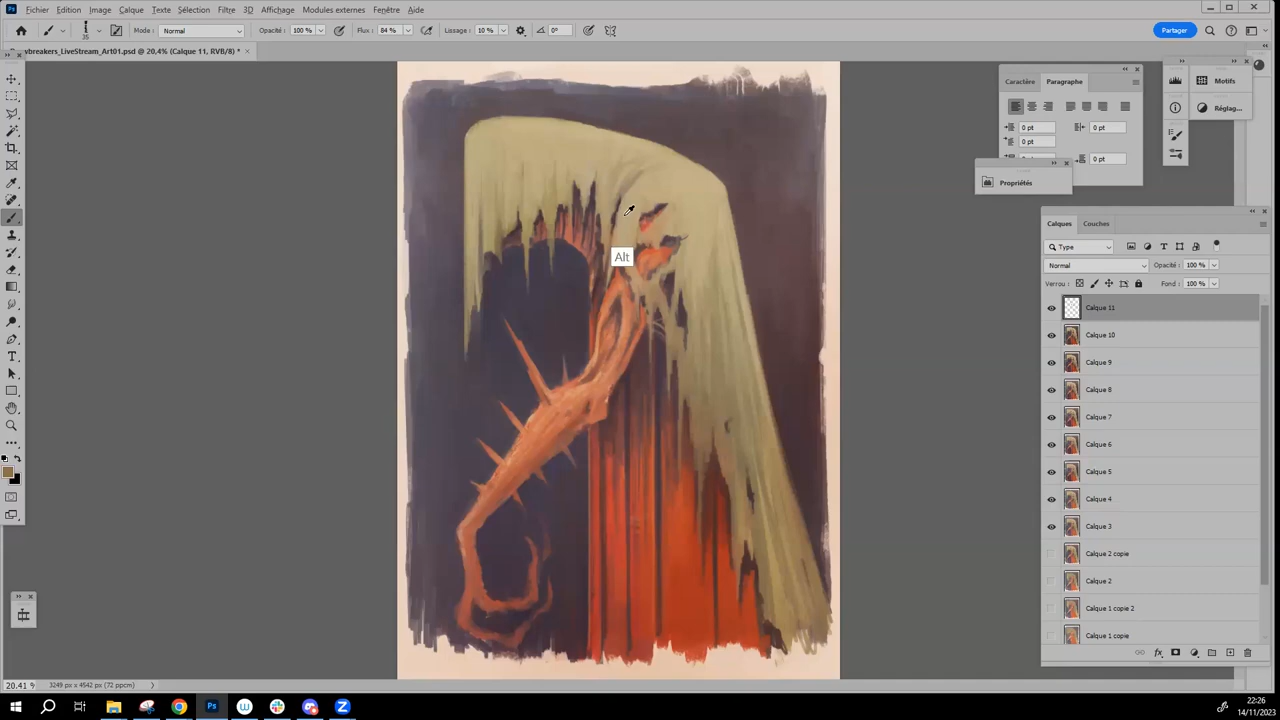 Fichier Édition Image Calque Texte Sélection Filtre 3D Affichage Modules externes Fenêtre Aide
35 Mode : Normal Opacité : 100 % Flux : 84 % Lissage : 10 % 0° Partager
ybreakers_LiveStream_Art01.psd @ 20,4% (Calque 11, RVB/8) *
Caractère Paragraphe
0 pt 0 pt
0 pt
0 pt
Motifs
Réglag...
Propriétés
Alt
Calques Couches
Type
Normal Opacité : 100 %
Verrou : Fond : 100 %
Calque 11
Calque 10
Calque 9
Calque 8
Calque 7
Calque 6
Calque 5
Calque 4
Calque 3
Calque 2 copie
Calque 2
Calque 1 copie 2
Calque 1 copie
20.41 % 3249 px x 4542 px (72 ppcm)
22:26
14/11/2023